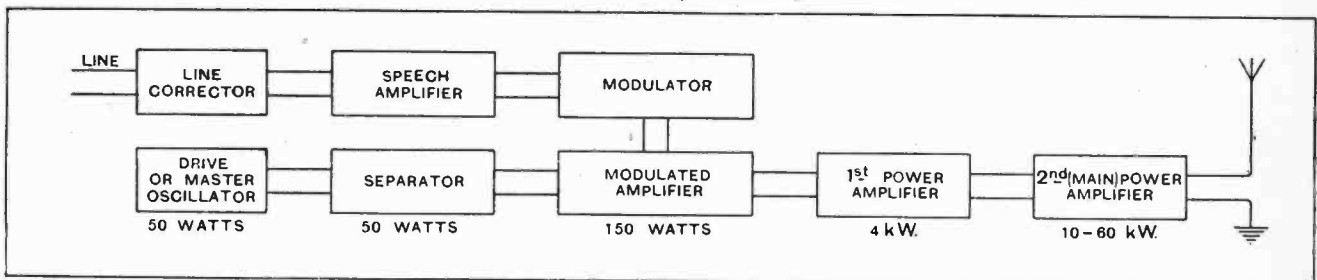 LINE
LINE
CORRECTOR
SPEECH
AMPLIFIER
MODULATOR
DRIVE
OR MASTER
OSCILLATOR
50 WATTS
SEPARATOR
50 WATTS
MODULATED
AMPLIFIER
150 WATTS
1st POWER
AMPLIFIER
4 kW.
2nd (MAIN) POWER
AMPLIFIER
10-60 kW.